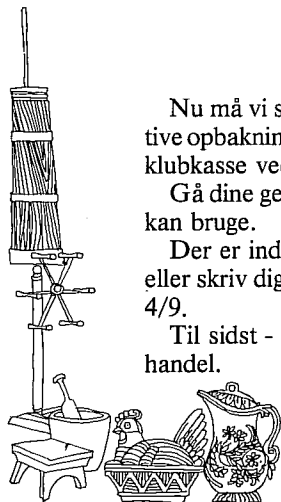 Nu må vi s
tive opbaknin
klubkasse ve
Gå dine ge
kan bruge.
Der er ind
eller skriv dig
4/9.
Til sidst -
handel.